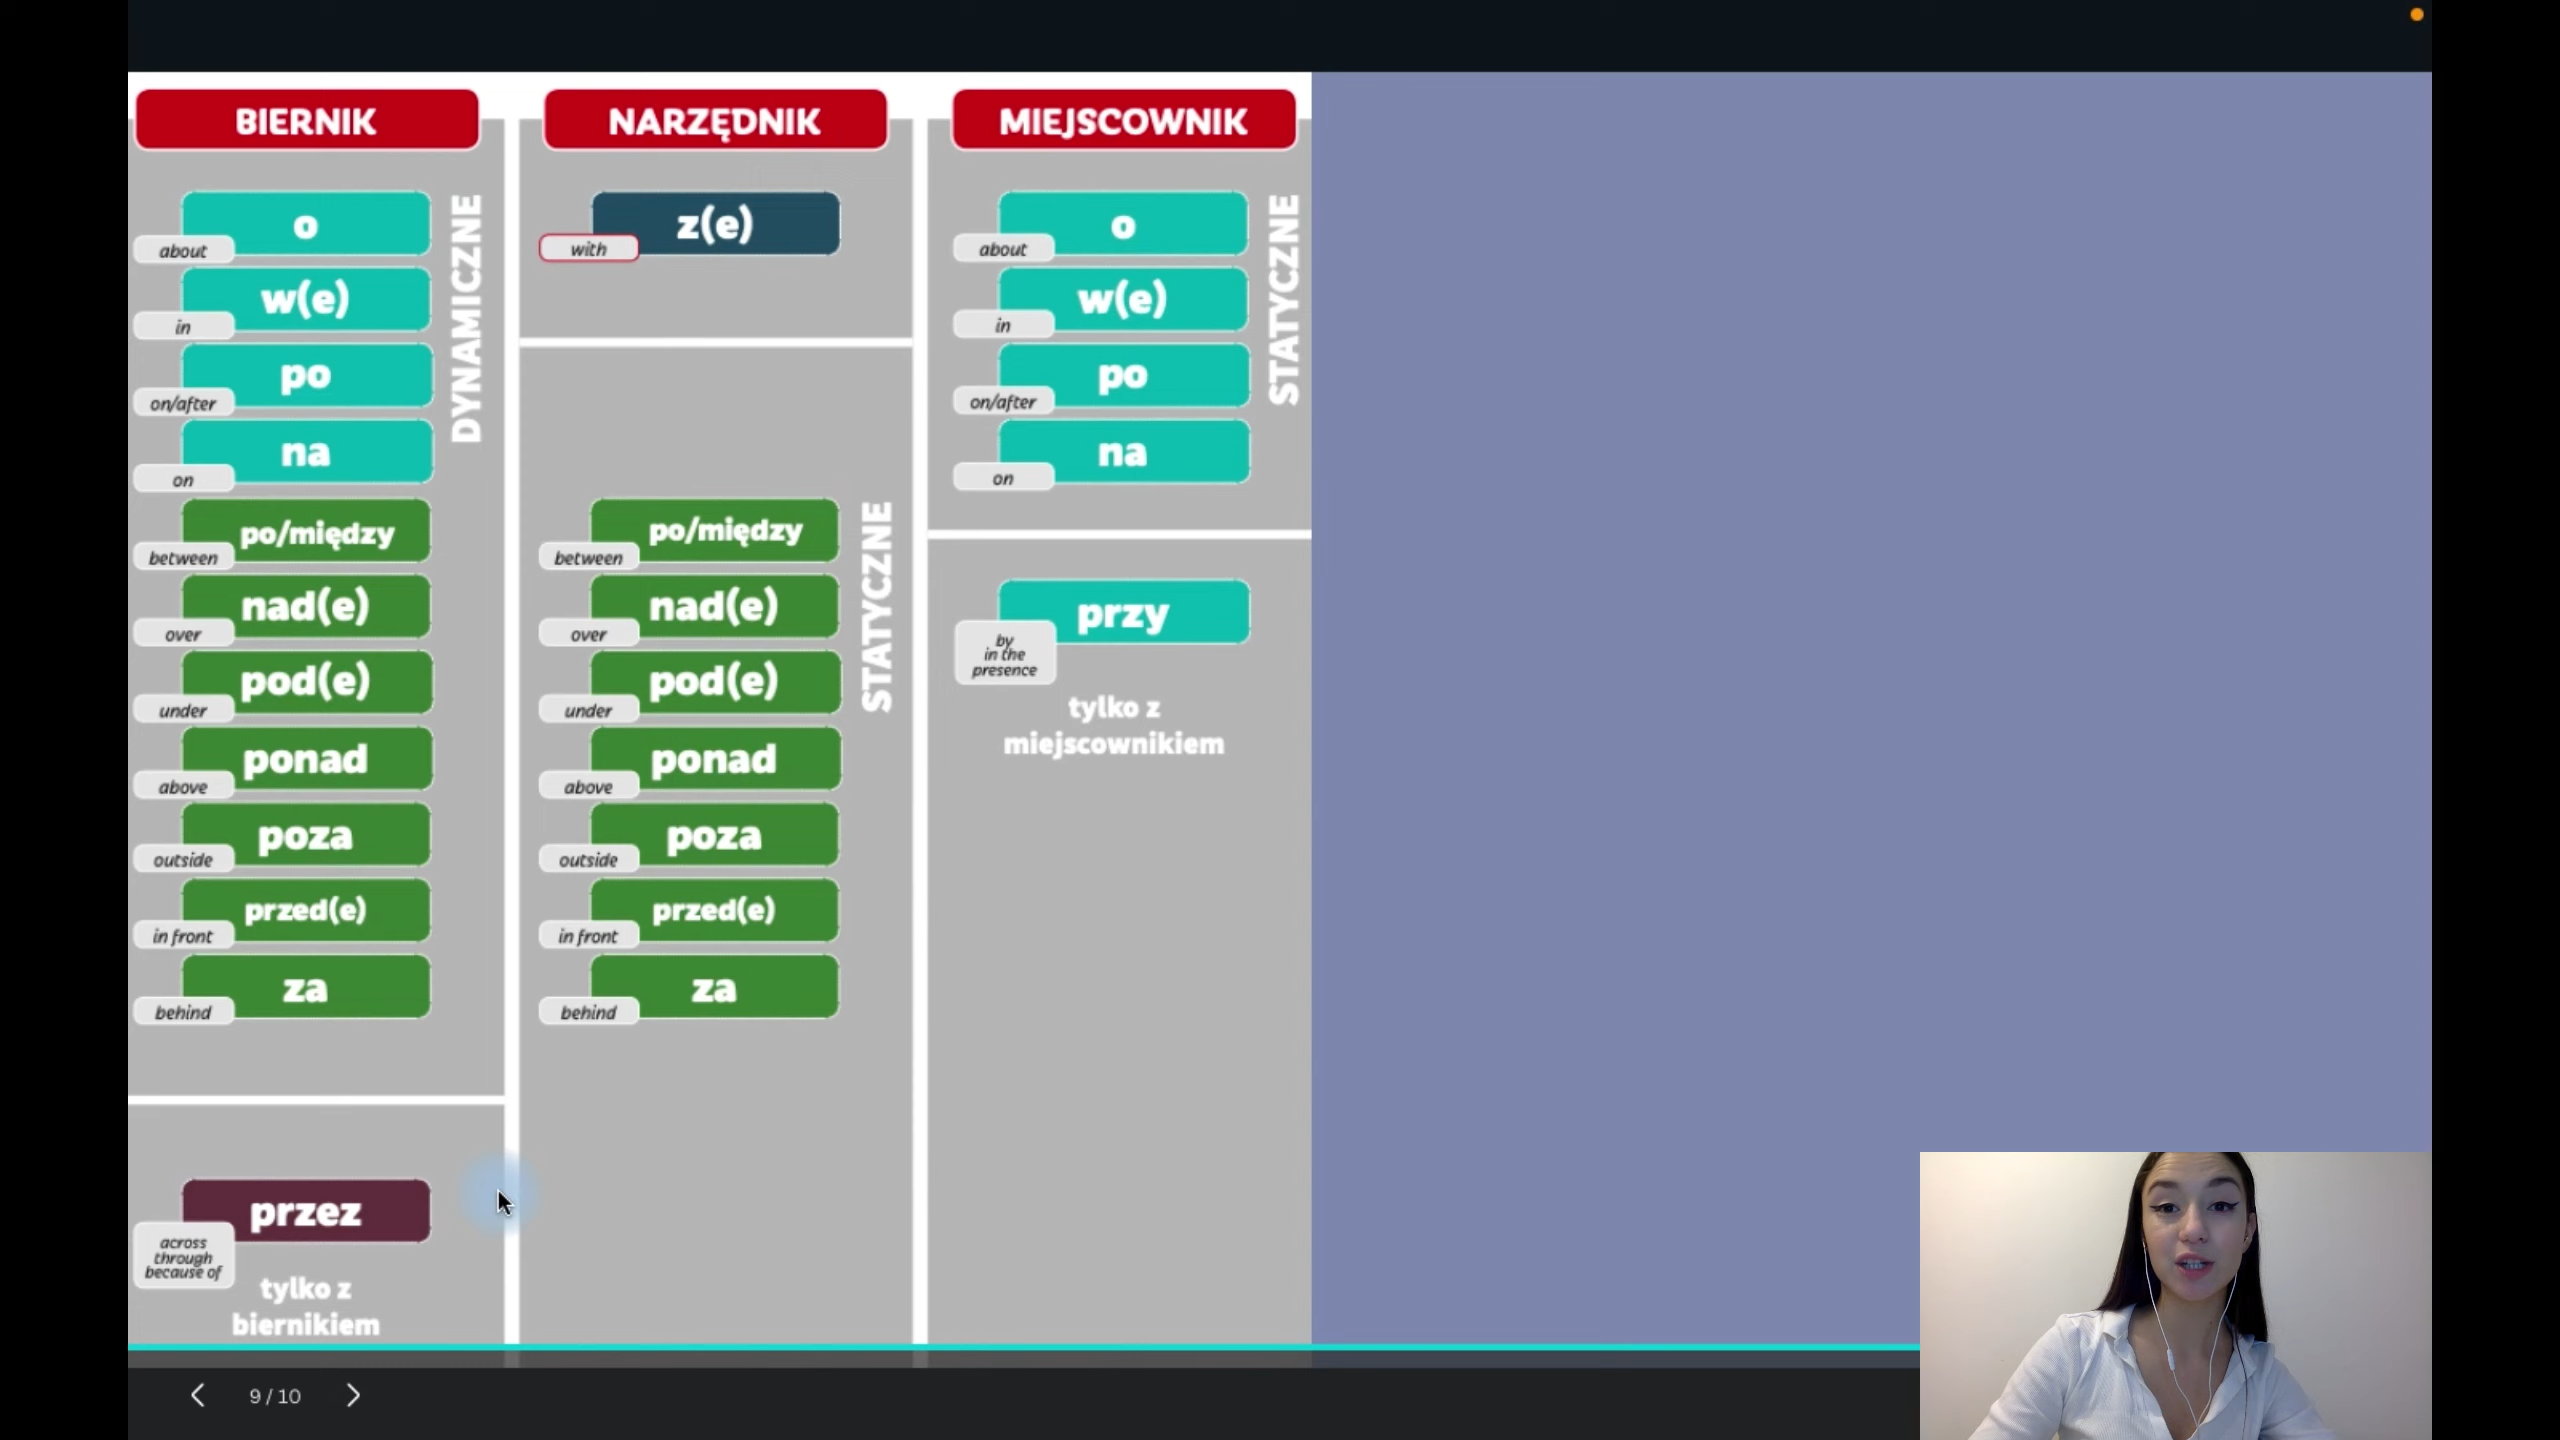 BIERNIK
o
about
w(e)
in
po
on/after
na
on
DYNAMICZNE
po/między
between
nad(e)
over
pod(e)
under
ponad
above
poza
outside
przed(e)
in front
za
behind
przez
across
through
because of
tylko z
biernikiem
NARZĘDNIK
z(e)
with
po/między
between
nad(e)
over
pod(e)
under
ponad
above
poza
outside
przed(e)
in front
za
behind
STATYCZNE
MIEJSCOWNIK
o
about
w(e)
in
po
on/after
na
on
STATYCZNE
przy
by
in the
presence
tylko z
miejscownikiem
9 / 10